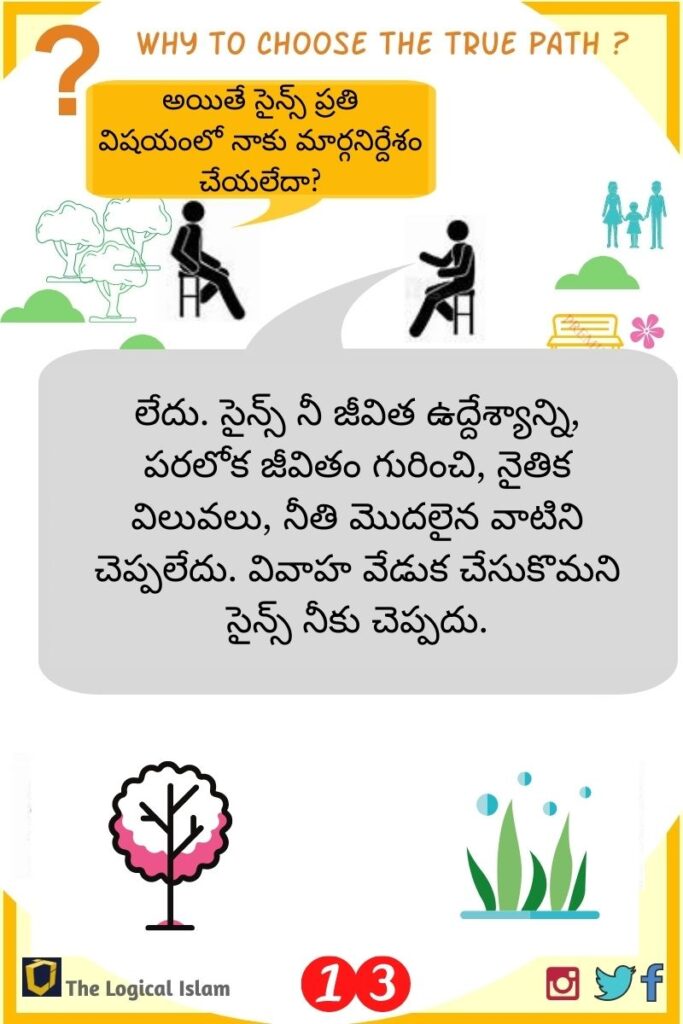 ?
WHY TO CHOOSE THE TRUE PATH ?
అయితే సైన్స్ ప్రతి
విషయంలో నాకు మార్గనిర్దేశం
చేయలేదా?
లేదు. సైన్స్ నీ జీవిత ఉద్దేశ్యాన్ని,
పరలోక జీవితం గురించి, నైతిక
విలువలు, నీతి మొదలైన వాటిని
చెప్పలేదు. వివాహ వేడుక చేసుకొమని
సైన్స్ నీకు చెప్పదు.
The Logical Islam
13